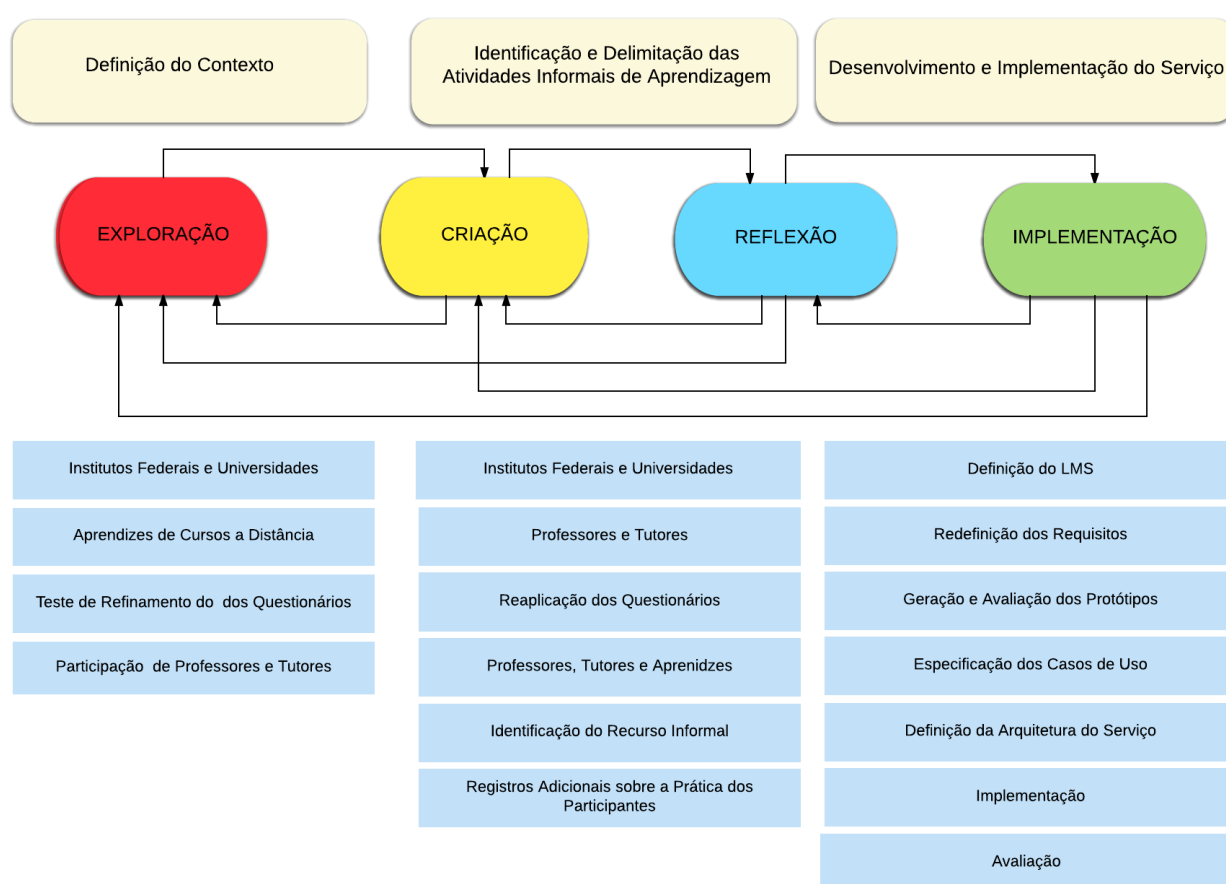 Definição do Contexto
Identificação e Delimitação das
Atividades Informais de Aprendizagem
Desenvolvimento e Implementação do Serviço
EXPLORAÇÃO
CRIAÇÃO
REFLEXÃO
IMPLEMENTAÇÃO
Institutos Federais e Universidades
Aprendizes de Cursos a Distância
Teste de Refinamento do  dos Questionários
Participação  de Professores e Tutores
Institutos Federais e Universidades
Professores e Tutores
Reaplicação dos Questionários
Professores, Tutores e Aprenidzes
Identificação do Recurso Informal
Registros Adicionais sobre a Prática dos
Participantes
Definição do LMS
Redefinição dos Requisitos
Geração e Avaliação dos Protótipos
Especificação dos Casos de Uso
Definição da Arquitetura do Serviço
Implementação
Avaliação